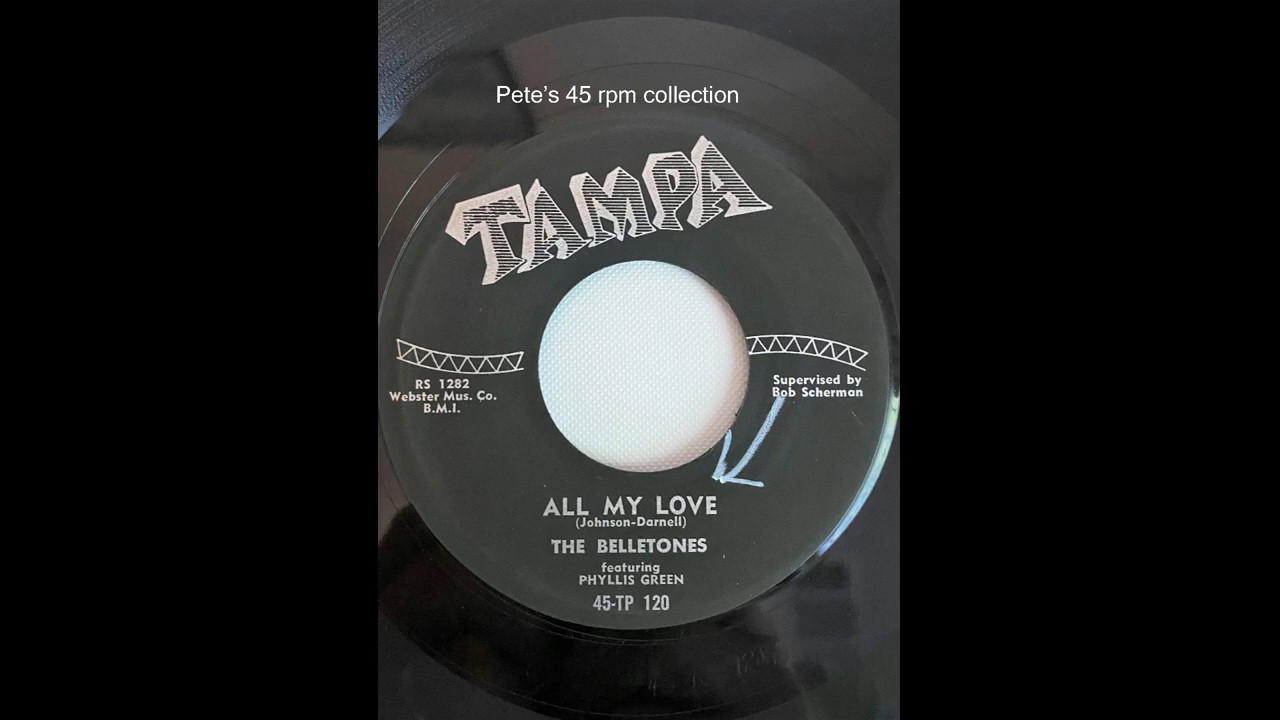 Pete’s 45 rpm collection
TAMPA
RS 1282
Webster Mus. Co.
B.M.I.
Supervised by
Bob Scherman
ALL MY LOVE
(Johnson-Darnell)
THE BELLETONES
featuring
PHYLLIS GREEN
45-TP 120